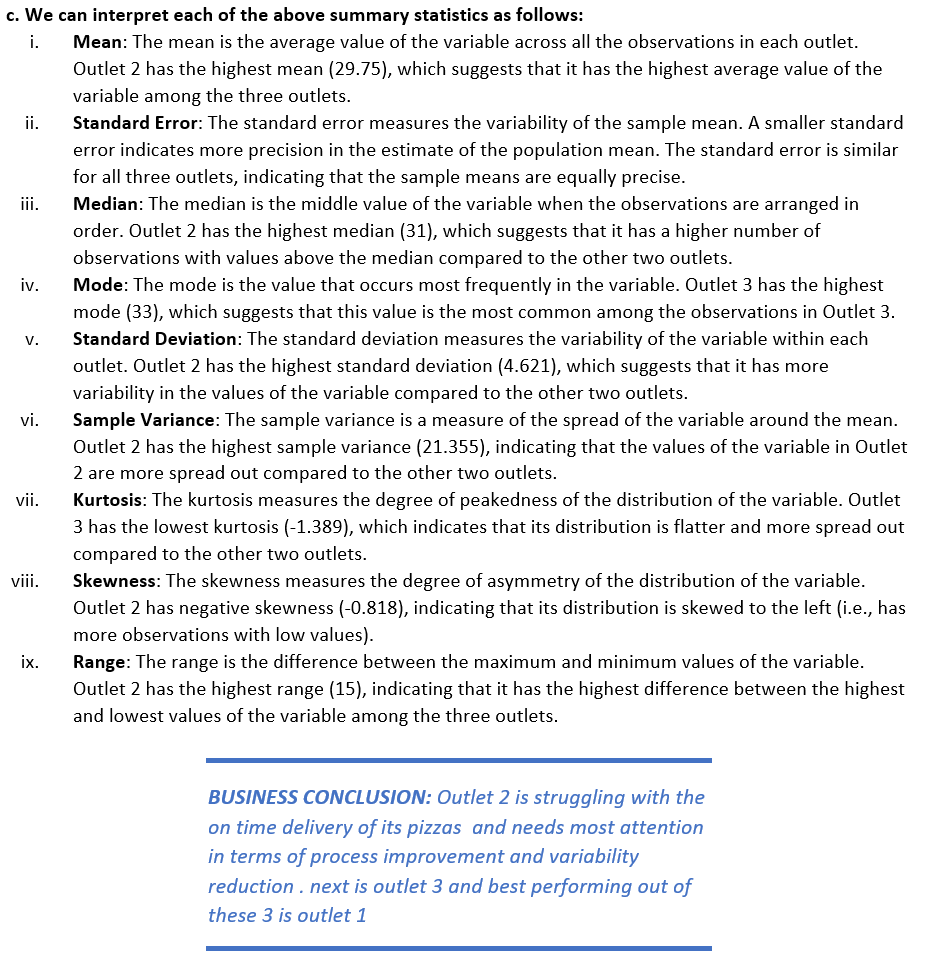 c. We can interpret each of the above summary statistics as follows:
i. Mean: The mean is the average value of the variable across all the observations in each outlet.
Outlet 2 has the highest mean (29.75), which suggests that it has the highest average value of the
variable among the three outlets.
ii. Standard Error: The standard error measures the variability of the sample mean. A smaller standard
error indicates more precision in the estimate of the population mean. The standard error is similar
for all three outlets, indicating that the sample means are equally precise.
iii. Median: The median is the middle value of the variable when the observations are arranged in
order. Outlet 2 has the highest median (31), which suggests that it has a higher number of
observations with values above the median compared to the other two outlets.
iv. Mode: The mode is the value that occurs most frequently in the variable. Outlet 3 has the highest
mode (33), which suggests that this value is the most common among the observations in Outlet 3.
v. Standard Deviation: The standard deviation measures the variability of the variable within each
outlet. Outlet 2 has the highest standard deviation (4.621), which suggests that it has more
variability in the values of the variable compared to the other two outlets.
vi. Sample Variance: The sample variance is a measure of the spread of the variable around the mean.
Outlet 2 has the highest sample variance (21.355), indicating that the values of the variable in Outlet
2 are more spread out compared to the other two outlets.
vii. Kurtosis: The kurtosis measures the degree of peakedness of the distribution of the variable. Outlet
3 has the lowest kurtosis (-1.389), which indicates that its distribution is flatter and more spread out
compared to the other two outlets.
viii. Skewness: The skewness measures the degree of asymmetry of the distribution of the variable.
Outlet 2 has negative skewness (-0.818), indicating that its distribution is skewed to the left (i.e., has
more observations with low values).
ix. Range: The range is the difference between the maximum and minimum values of the variable.
Outlet 2 has the highest range (15), indicating that it has the highest difference between the highest
and lowest values of the variable among the three outlets.
BUSINESS CONCLUSION: Outlet 2 is struggling with the
on time delivery of its pizzas  and needs most attention
in terms of process improvement and variability
reduction . next is outlet 3 and best performing out of
these 3 is outlet 1